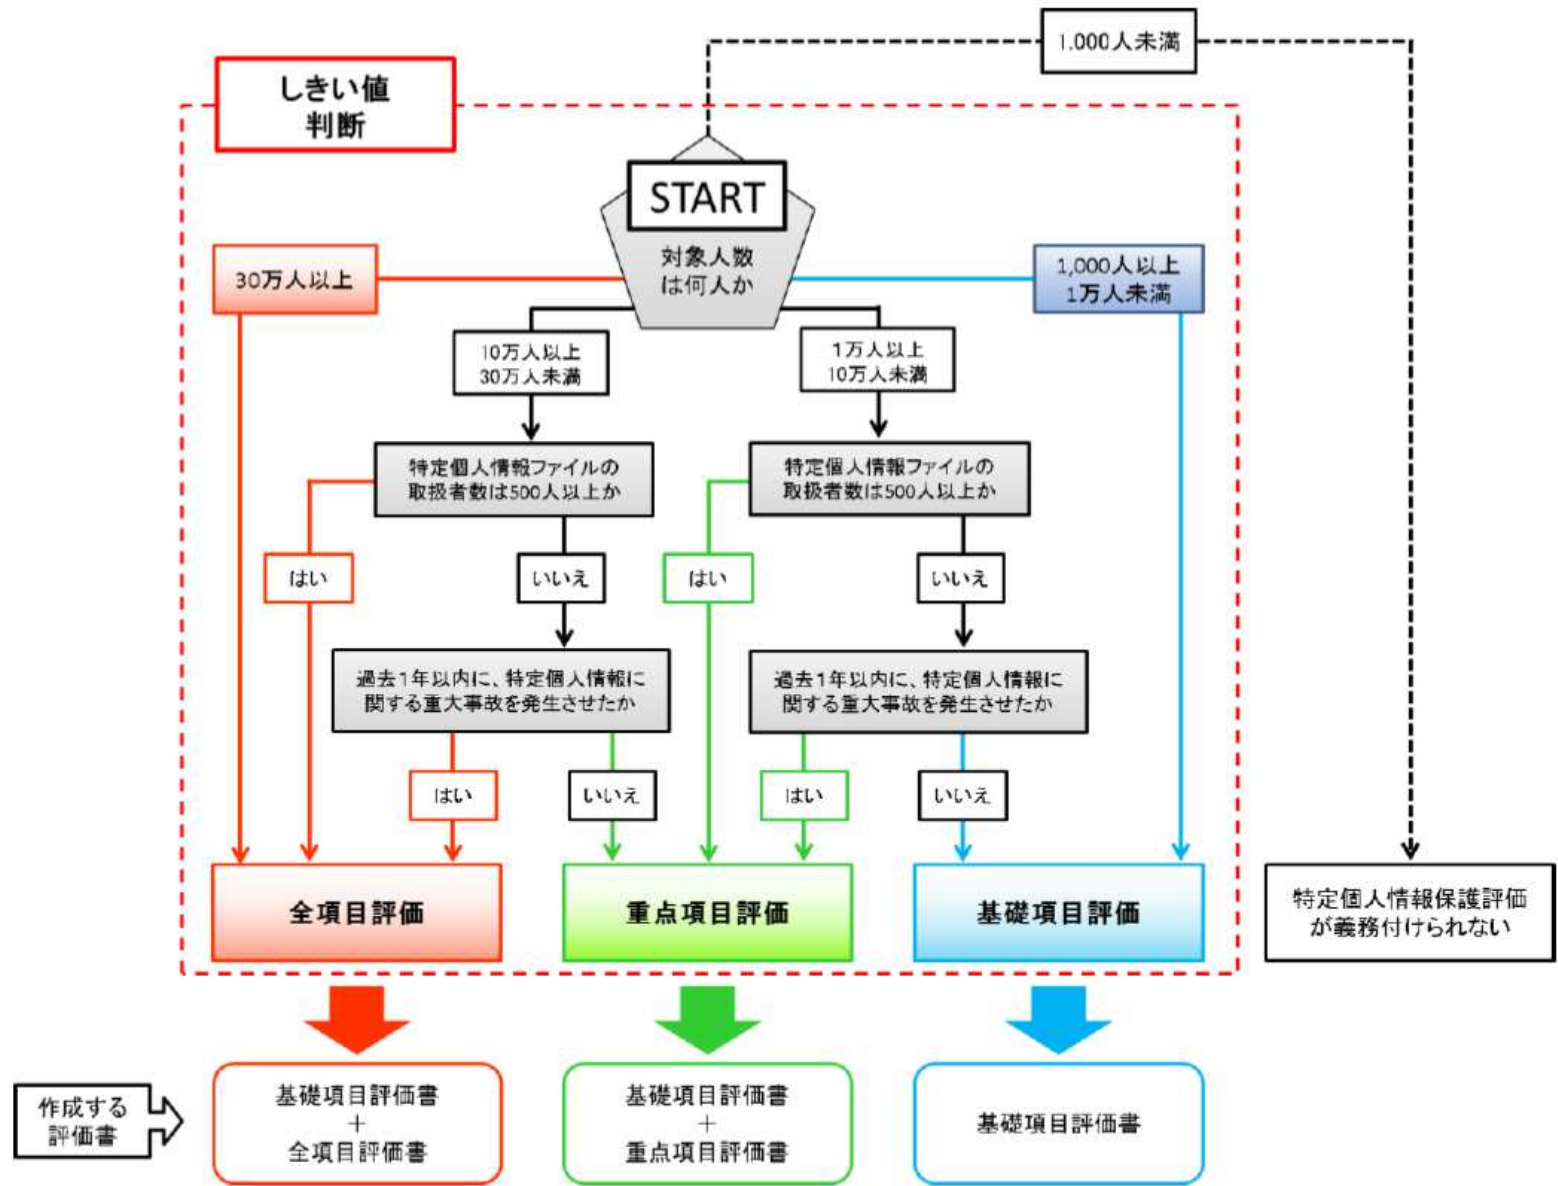 1,000人未満
しきい値
判断
START
対象人数
は何人か
30万人以上
1,000人以上
1万人未満
10万人以上
30万人未満
1万人以上
10万人未満
特定個人情報ファイルの
取扱者数は500人以上か
特定個人情報ファイルの
取扱者数は500人以上か
はい
いいえ
はい
いいえ
過去1年以内に、特定個人情報に
関する重大事故を発生させたか
過去1年以内に、特定個人情報に
関する重大事故を発生させたか
はい
いいえ
はい
いいえ
全項目評価
重点項目評価
基礎項目評価
特定個人情報保護評価
が義務付けられない
作成する
評価書
基礎項目評価書
+
全項目評価書
基礎項目評価書
+
重点項目評価書
基礎項目評価書